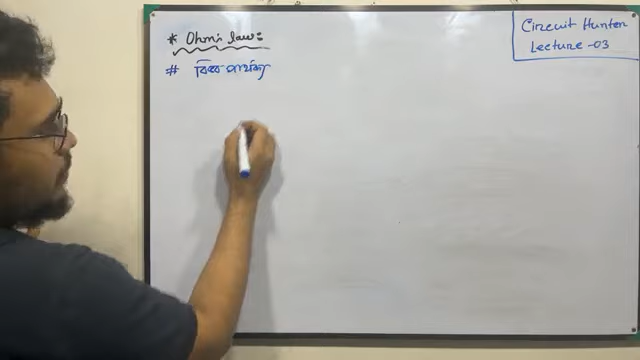 * Ohm's law:
# বিভব পার্থক্য
Circuit Hunter
Lecture -03